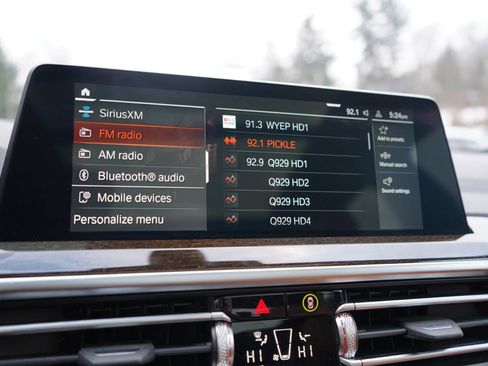 92.1 5:24pm
SiriusXM
FM radio
AM radio
Bluetooth® audio
Mobile devices
Personalize menu
91.3 WYEP HD1
92.1 PICKLE
92.9 Q929 HD1
Q929 HD2
Q929 HD3
Q929 HD4
Add to presets
Manual search
Sound settings
HI HI